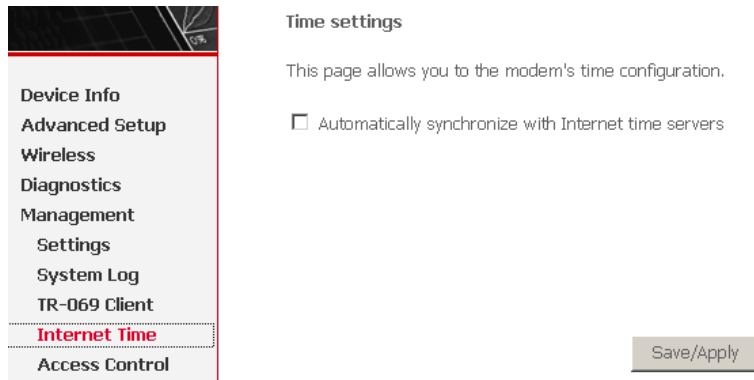 Device Info
Advanced Setup
Wireless
Diagnostics
Management
Settings
System Log
TR-069 Client
Internet Time
Access Control
Time settings
This page allows you to the modem's time configuration.
Automatically synchronize with Internet time servers
Save/Apply